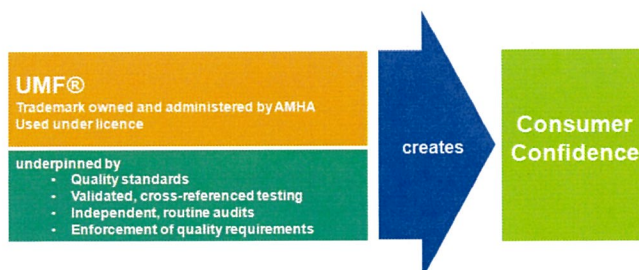 UMF®
Trademark owned and administered by AMHA
Used under licence
underpinned by
• Quality standards
• Validated, cross-referenced testing
• Independent, routine audits
• Enforcement of quality requirements
creates
Consumer
Confidence